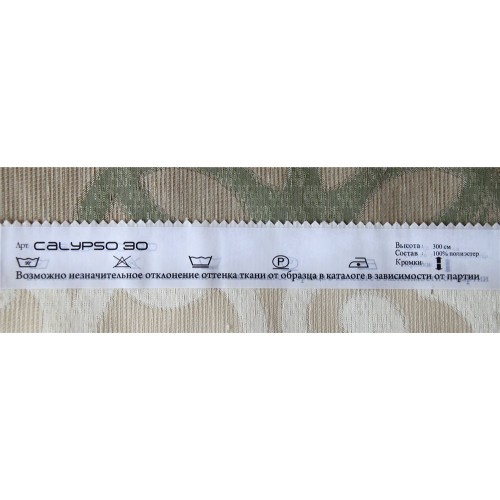 Арт. CALYPSO 30
Высота : 300 см
Состав : 100% полиэстер
Кромки:
P
Возможно незначительное отклонение оттенка ткани от образца в каталоге в зависимости от партии